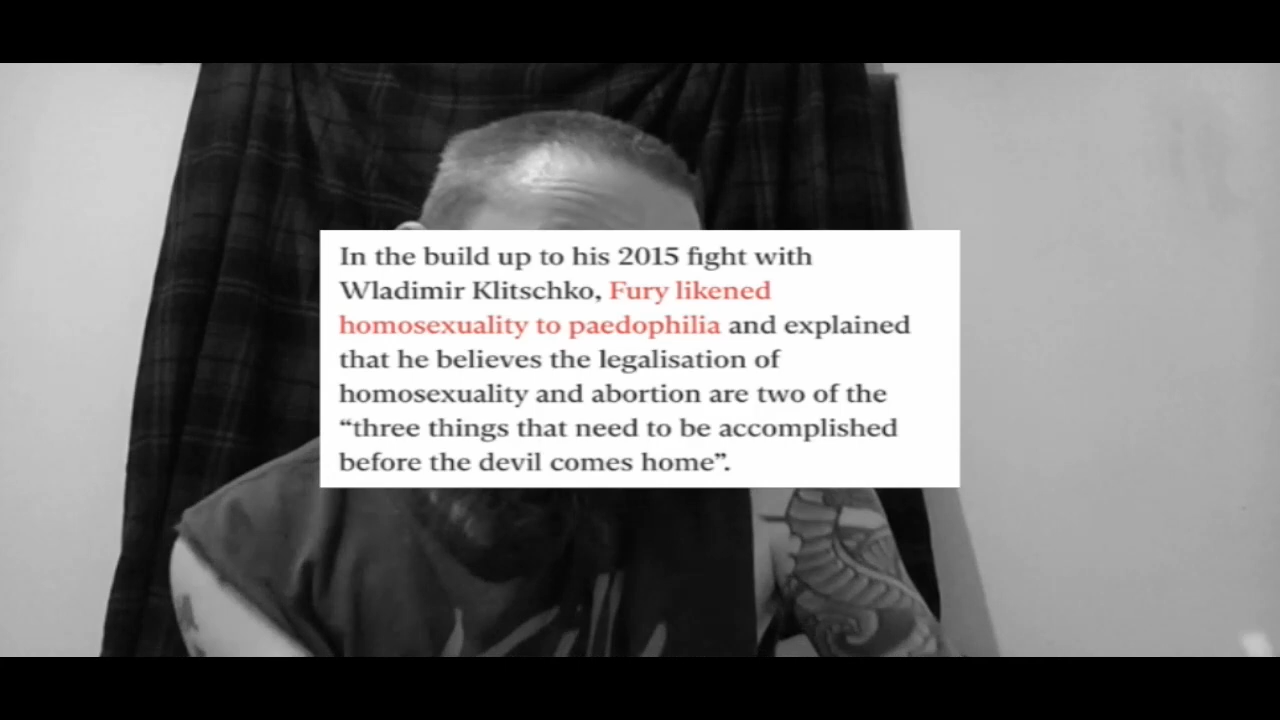 In the build up to his 2015 fight with
Wladimir Klitschko, Fury likened
homosexuality to paedophilia and explained
that he believes the legalisation of
homosexuality and abortion are two of the
“three things that need to be accomplished
before the devil comes home”.